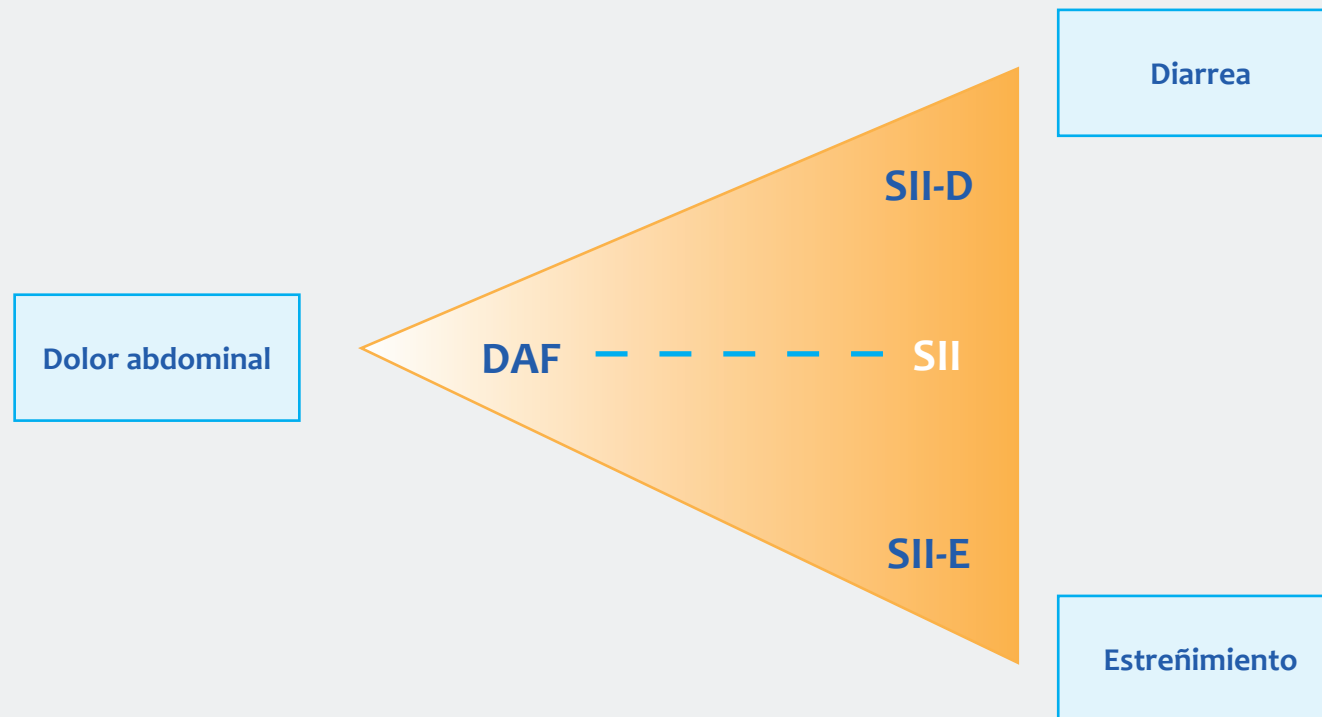 Diarrea
SII-D
Dolor abdominal
DAF
SII
SII-E
Estreñimiento